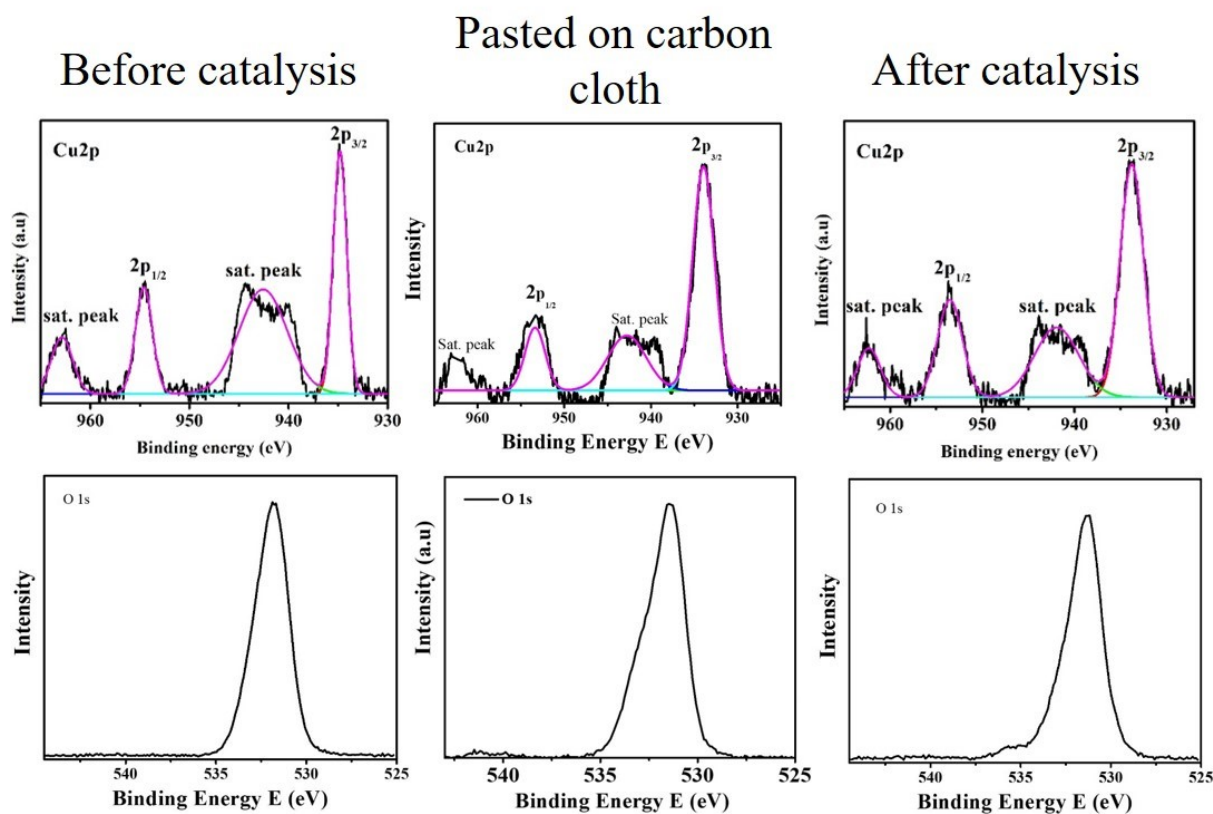 Before catalysis
Pasted on carbon
cloth
After catalysis
Cu2p
2p3/2
2p1/2
sat. peak
sat. peak
Intensity (a.u)
960 950 940 930
Binding energy (eV)
Cu2p
2p3/2
2p1/2
Sat. peak
Sat. peak
Intensity
960 950 940 930
Binding Energy E (eV)
Cu2p
2p3/2
2p1/2
sat. peak
sat. peak
Intensity (a.u)
960 950 940 930
Binding energy (eV)
O 1s
Intensity
540 535 530 525
Binding Energy E (eV)
O 1s
Intensity (a.u)
540 535 530 525
Binding Energy E (eV)
O 1s
Intensity
540 535 530 525
Binding Energy E (eV)